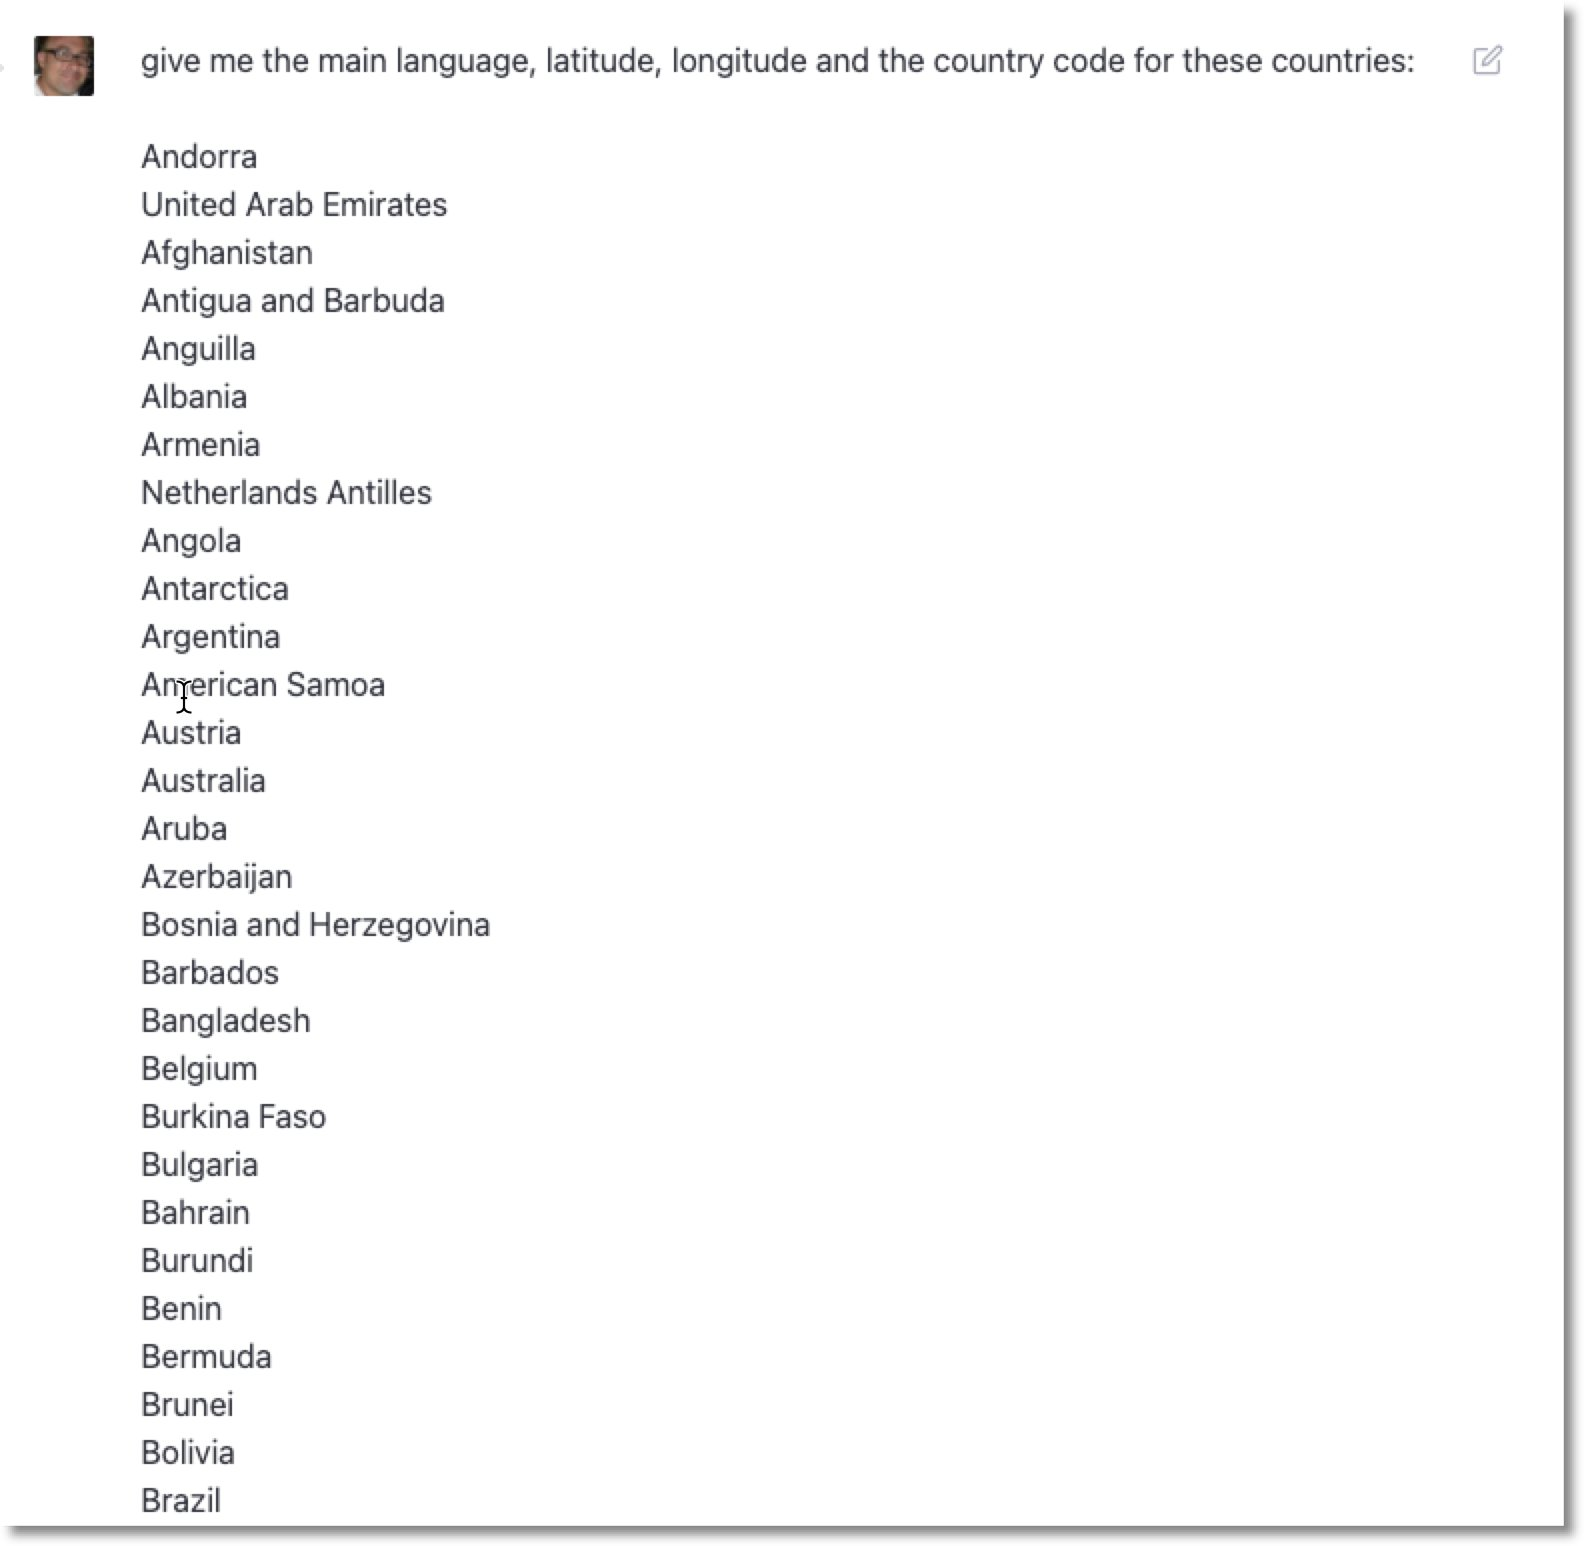 give me the main language, latitude, longitude and the country code for these countries:
Andorra
United Arab Emirates
Afghanistan
Antigua and Barbuda
Anguilla
Albania
Armenia
Netherlands Antilles
Angola
Antarctica
Argentina
American Samoa
Austria
Australia
Aruba
Azerbaijan
Bosnia and Herzegovina
Barbados
Bangladesh
Belgium
Burkina Faso
Bulgaria
Bahrain
Burundi
Benin
Bermuda
Brunei
Bolivia
Brazil